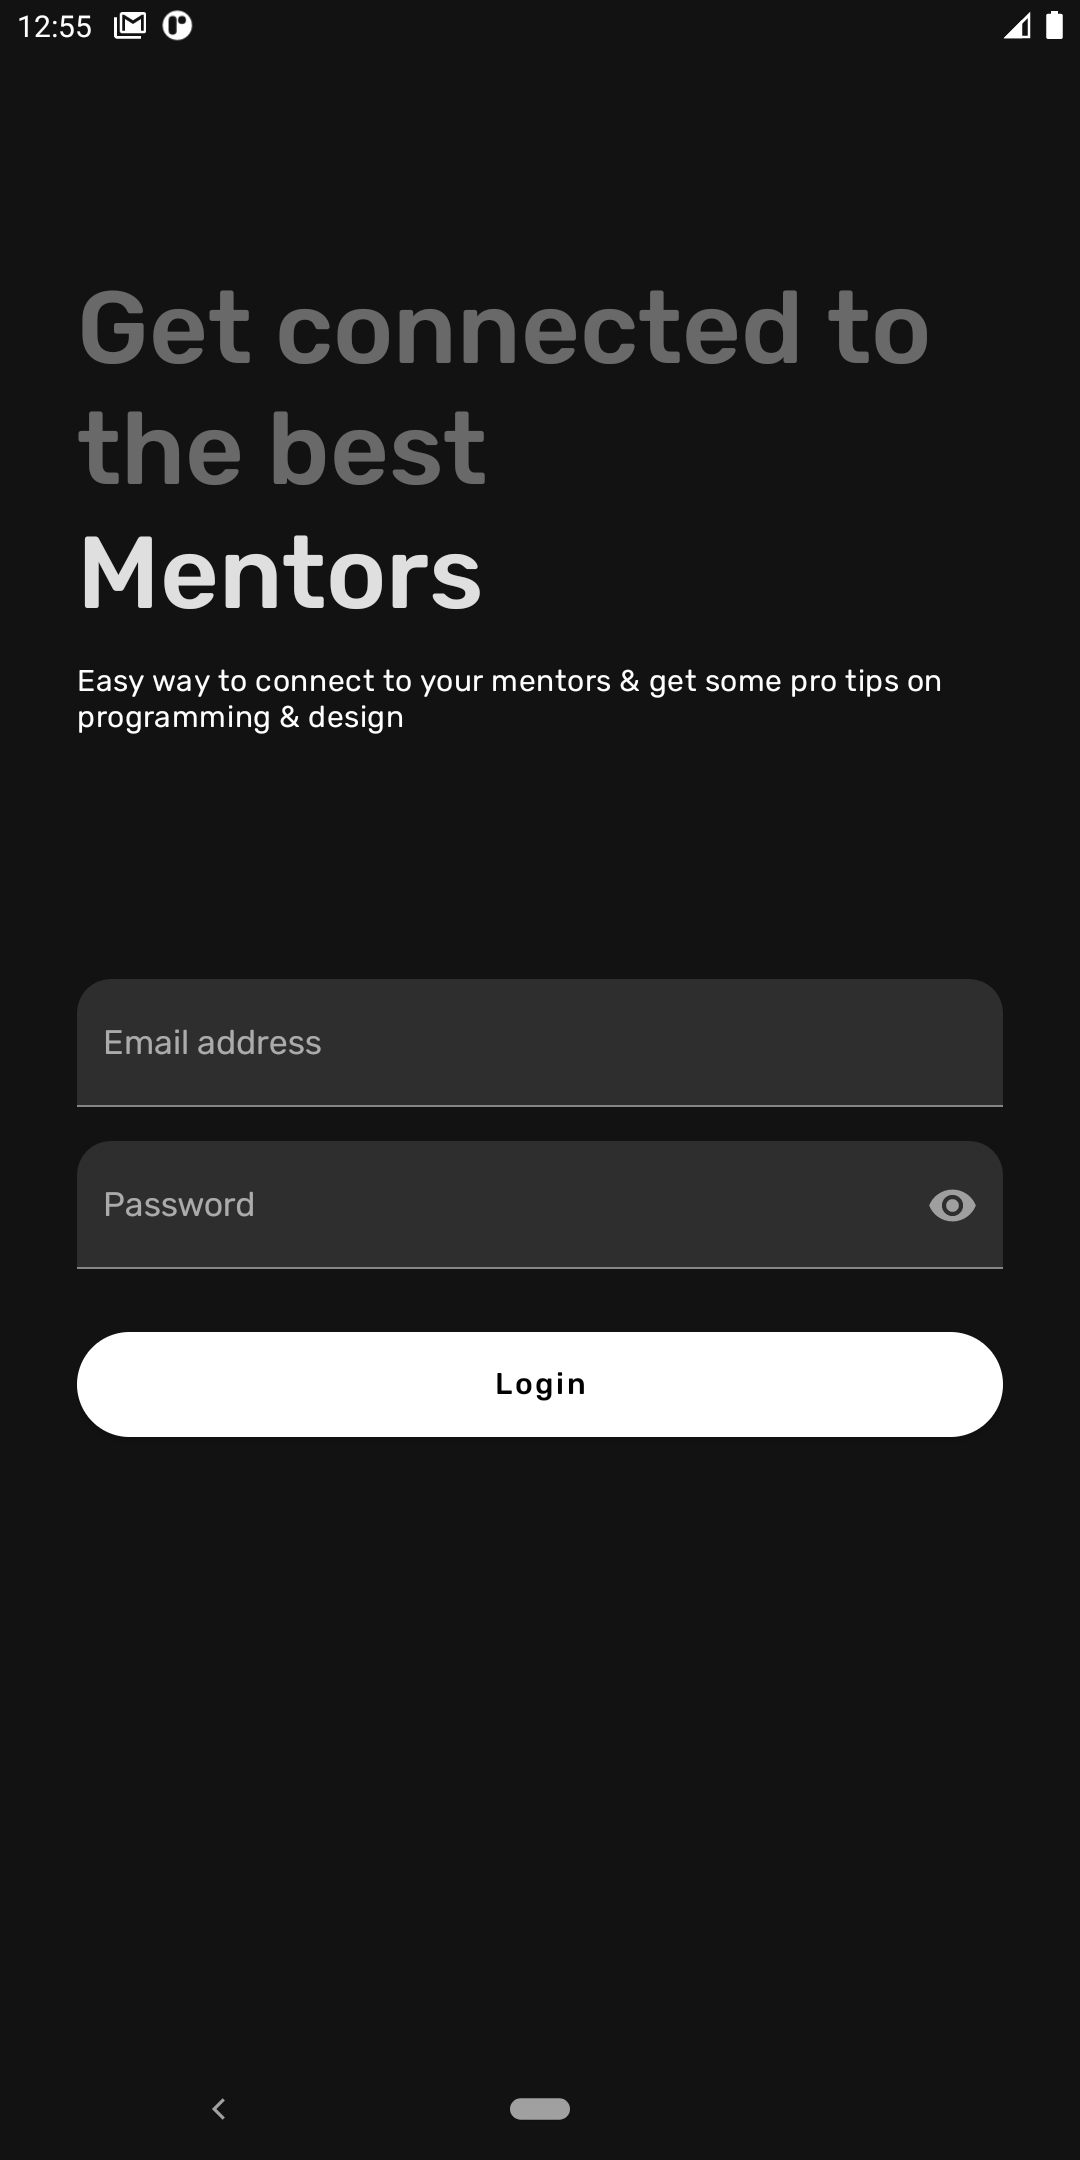 12:55
Get connected to
the best
Mentors
Easy way to connect to your mentors & get some pro tips on
programming & design
Email address
Password
Login